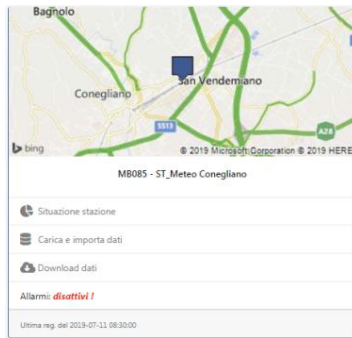 Bagnolo
San Vendemiano
Conegliano
SS13
A28
bing
© 2019 Microsoft Corporation © 2019 HERE
MB085 - ST_Meteo Conegliano
Situazione stazione
Carica e importa dati
Download dati
Allarmi: disattivi !
Ultima reg. del 2019-07-11 08:30:00